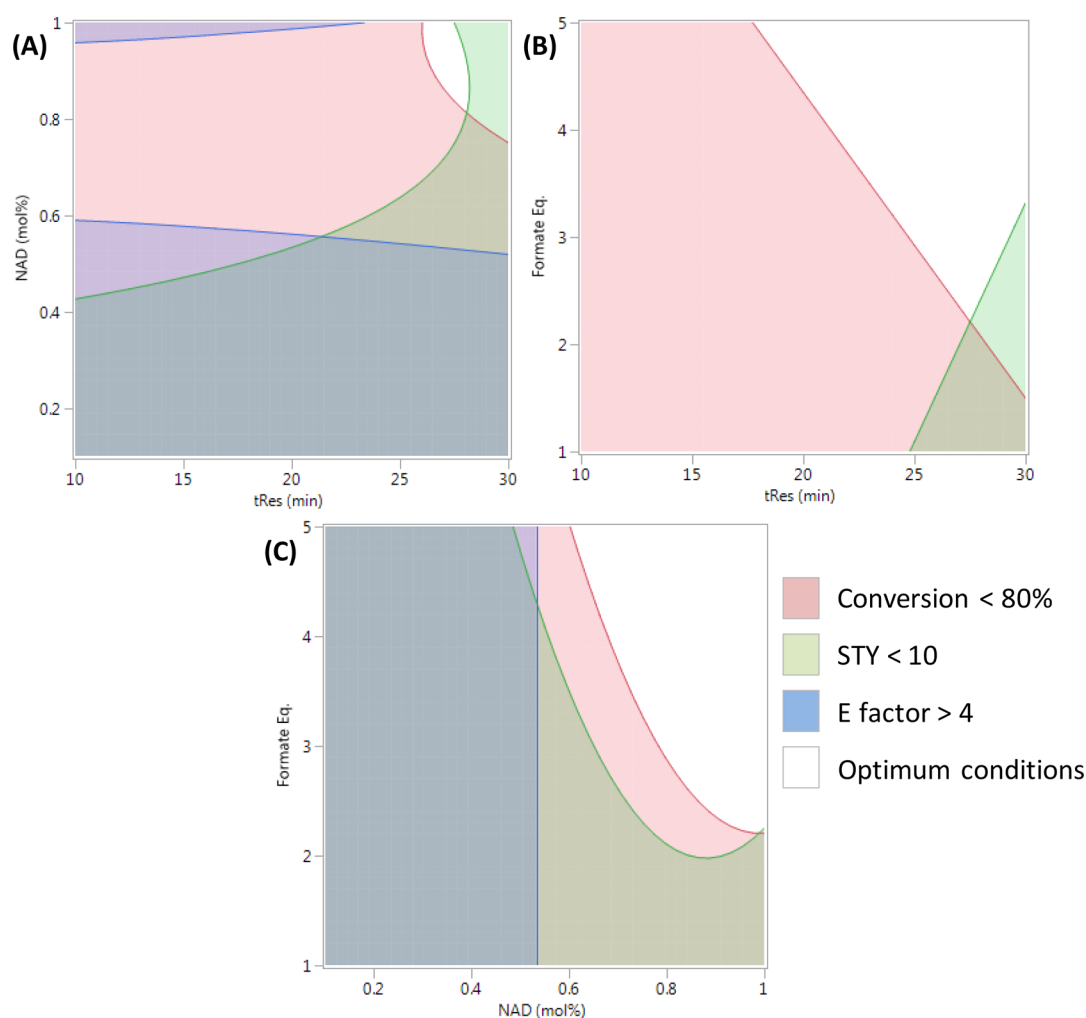 (A)
1
0.8
0.6
0.4
0.2
NAD (mol%)
10 15 20 25 30
tRes (min)
(B)
5
4
3
2
1
Formate Eq.
10 15 20 25 30
tRes (min)
(C)
5
4
3
2
1
Formate Eq.
0.2 0.4 0.6 0.8 1
NAD (mol%)
Conversion < 80%
STY < 10
E factor > 4
Optimum conditions